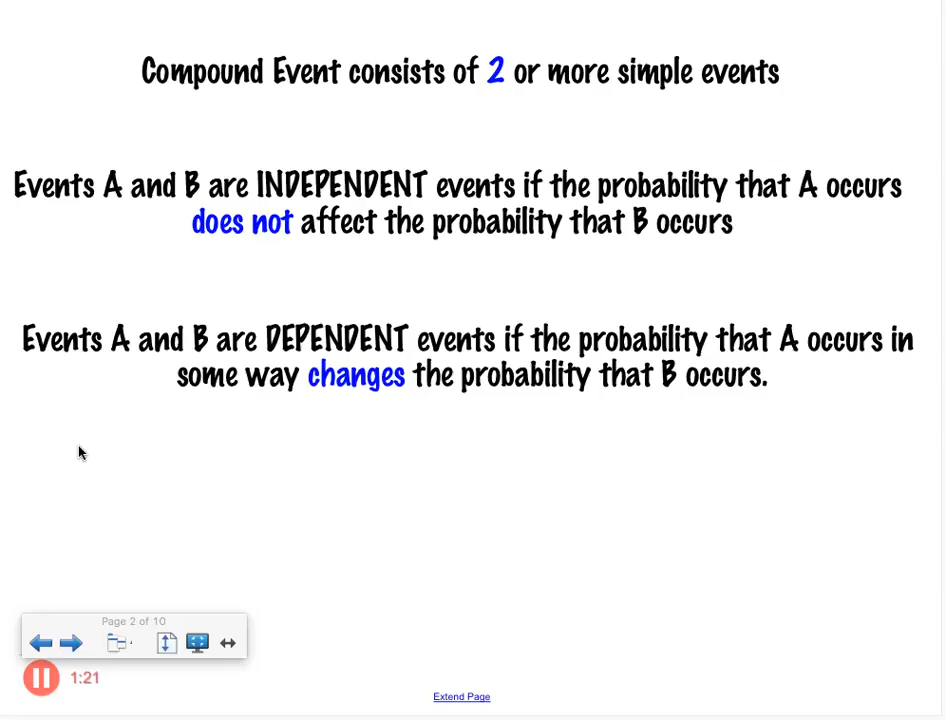 Compound Event consists of 2 or more simple events
Events A and B are INDEPENDENT events if the probability that A occurs
does not affect the probability that B occurs
Events A and B are DEPENDENT events if the probability that A occurs in
some way changes the probability that B occurs.
Page 2 of 10
1:21
Extend Page